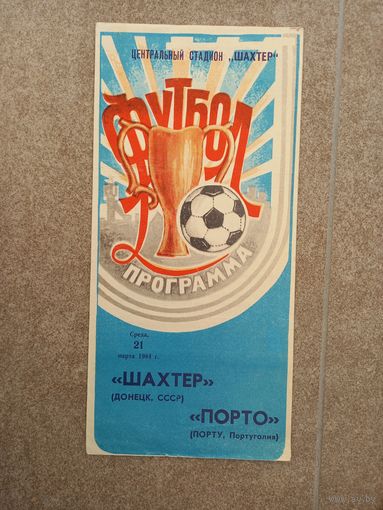 ЦЕНТРАЛЬНЫЙ СТАДИОН „ШАХТЕР“
ФУТБОЛ
ПРОГРАММА
Среда,
21
марта 1984 г.
«ШАХТЕР»
(ДОНЕЦК, СССР)
«ПОРТО»
(ПОРТУ, Португалия)